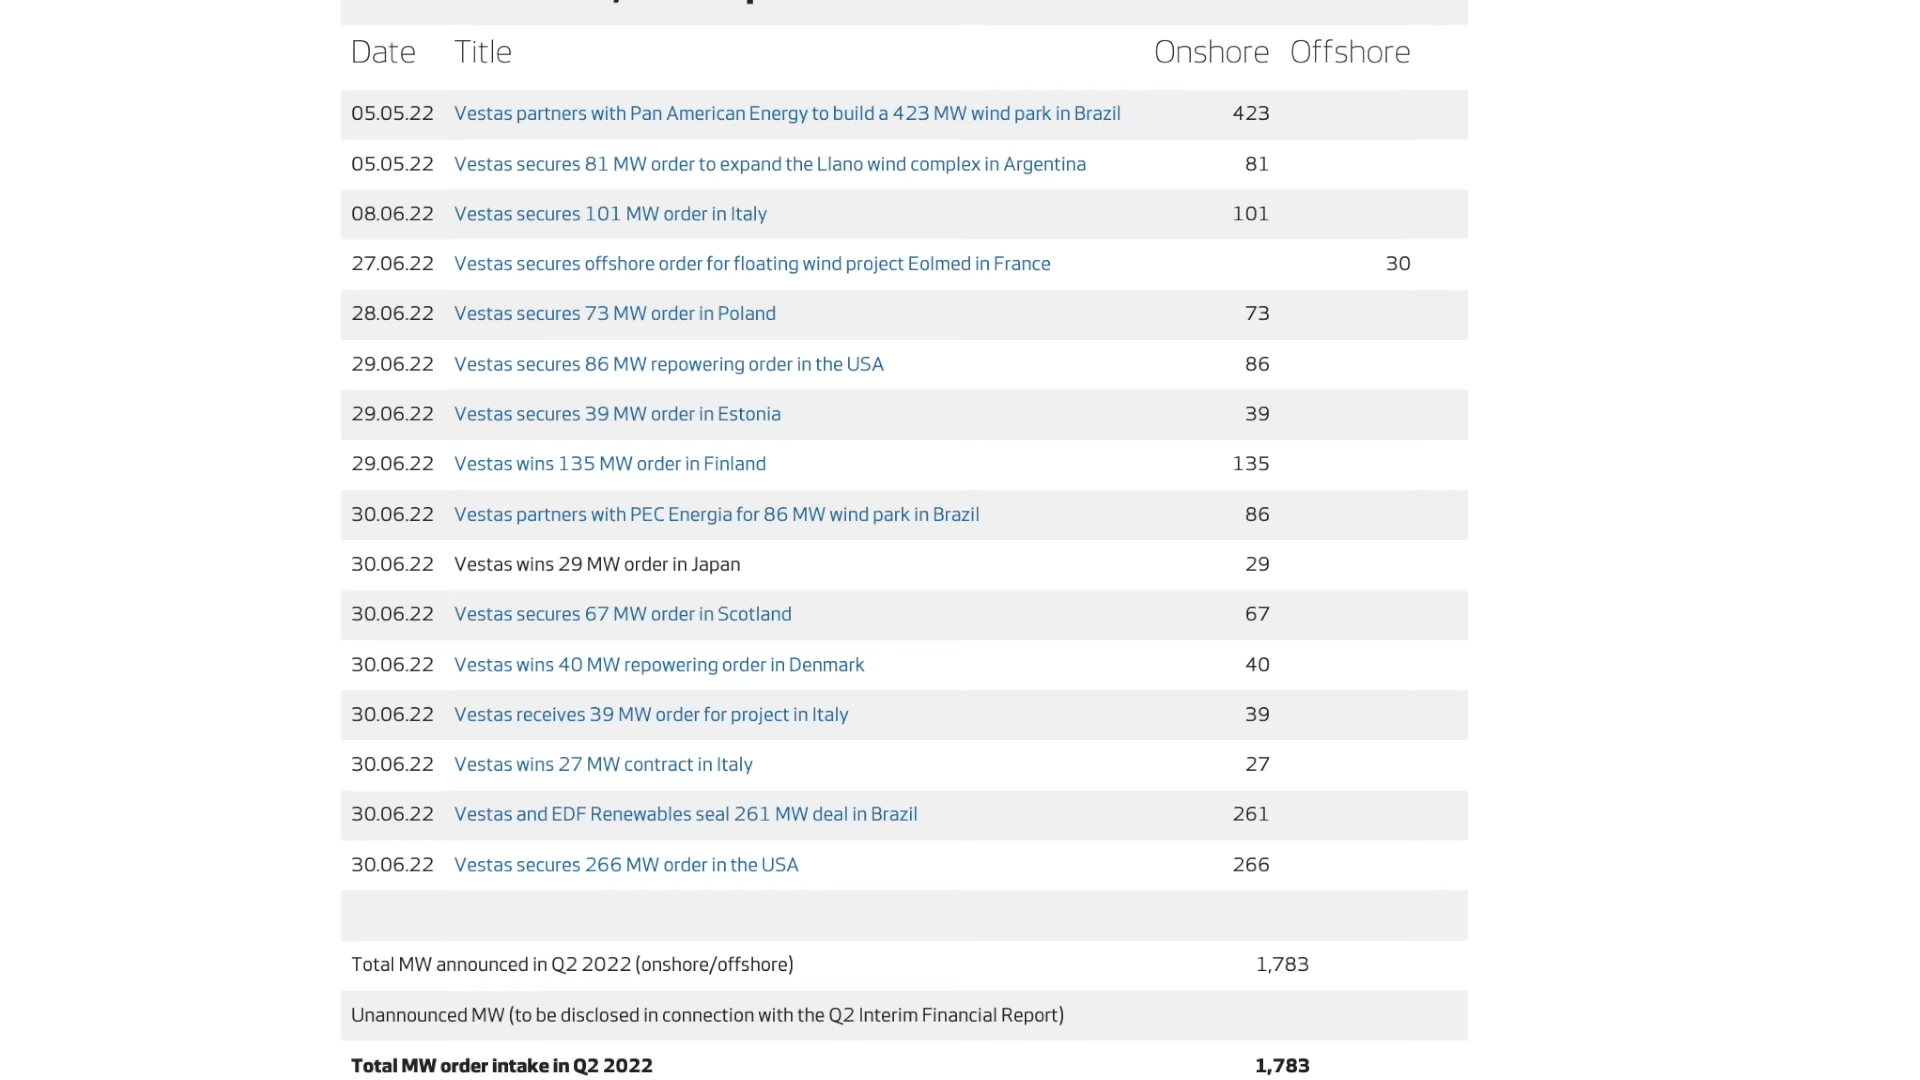 Date Title Onshore Offshore
05.05.22 Vestas partners with Pan American Energy to build a 423 MW wind park in Brazil 423
05.05.22 Vestas secures 81 MW order to expand the Llano wind complex in Argentina 81
08.06.22 Vestas secures 101 MW order in Italy 101
27.06.22 Vestas secures offshore order for floating wind project Eolmed in France 30
28.06.22 Vestas secures 73 MW order in Poland 73
29.06.22 Vestas secures 86 MW repowering order in the USA 86
29.06.22 Vestas secures 39 MW order in Estonia 39
29.06.22 Vestas wins 135 MW order in Finland 135
30.06.22 Vestas partners with PEC Energia for 86 MW wind park in Brazil 86
30.06.22 Vestas wins 29 MW order in Japan 29
30.06.22 Vestas secures 67 MW order in Scotland 67
30.06.22 Vestas wins 40 MW repowering order in Denmark 40
30.06.22 Vestas receives 39 MW order for project in Italy 39
30.06.22 Vestas wins 27 MW contract in Italy 27
30.06.22 Vestas and EDF Renewables seal 261 MW deal in Brazil 261
30.06.22 Vestas secures 266 MW order in the USA 266
Total MW announced in Q2 2022 (onshore/offshore) 1,783
Unannounced MW (to be disclosed in connection with the Q2 Interim Financial Report)
Total MW order intake in Q2 2022 1,783